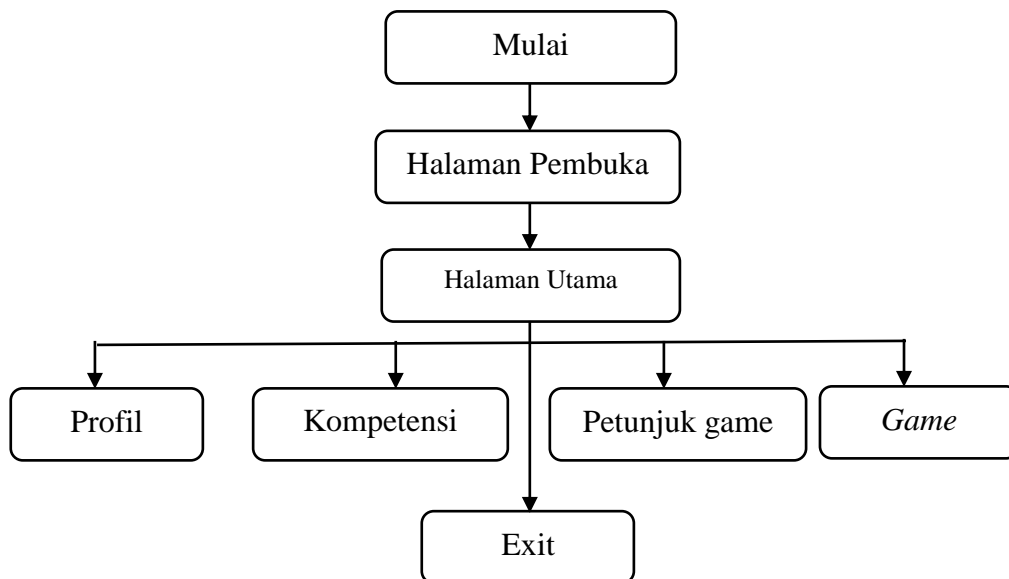 Mulai
Halaman Pembuka
Halaman Utama
Profil
Kompetensi
Petunjuk game
Game
Exit